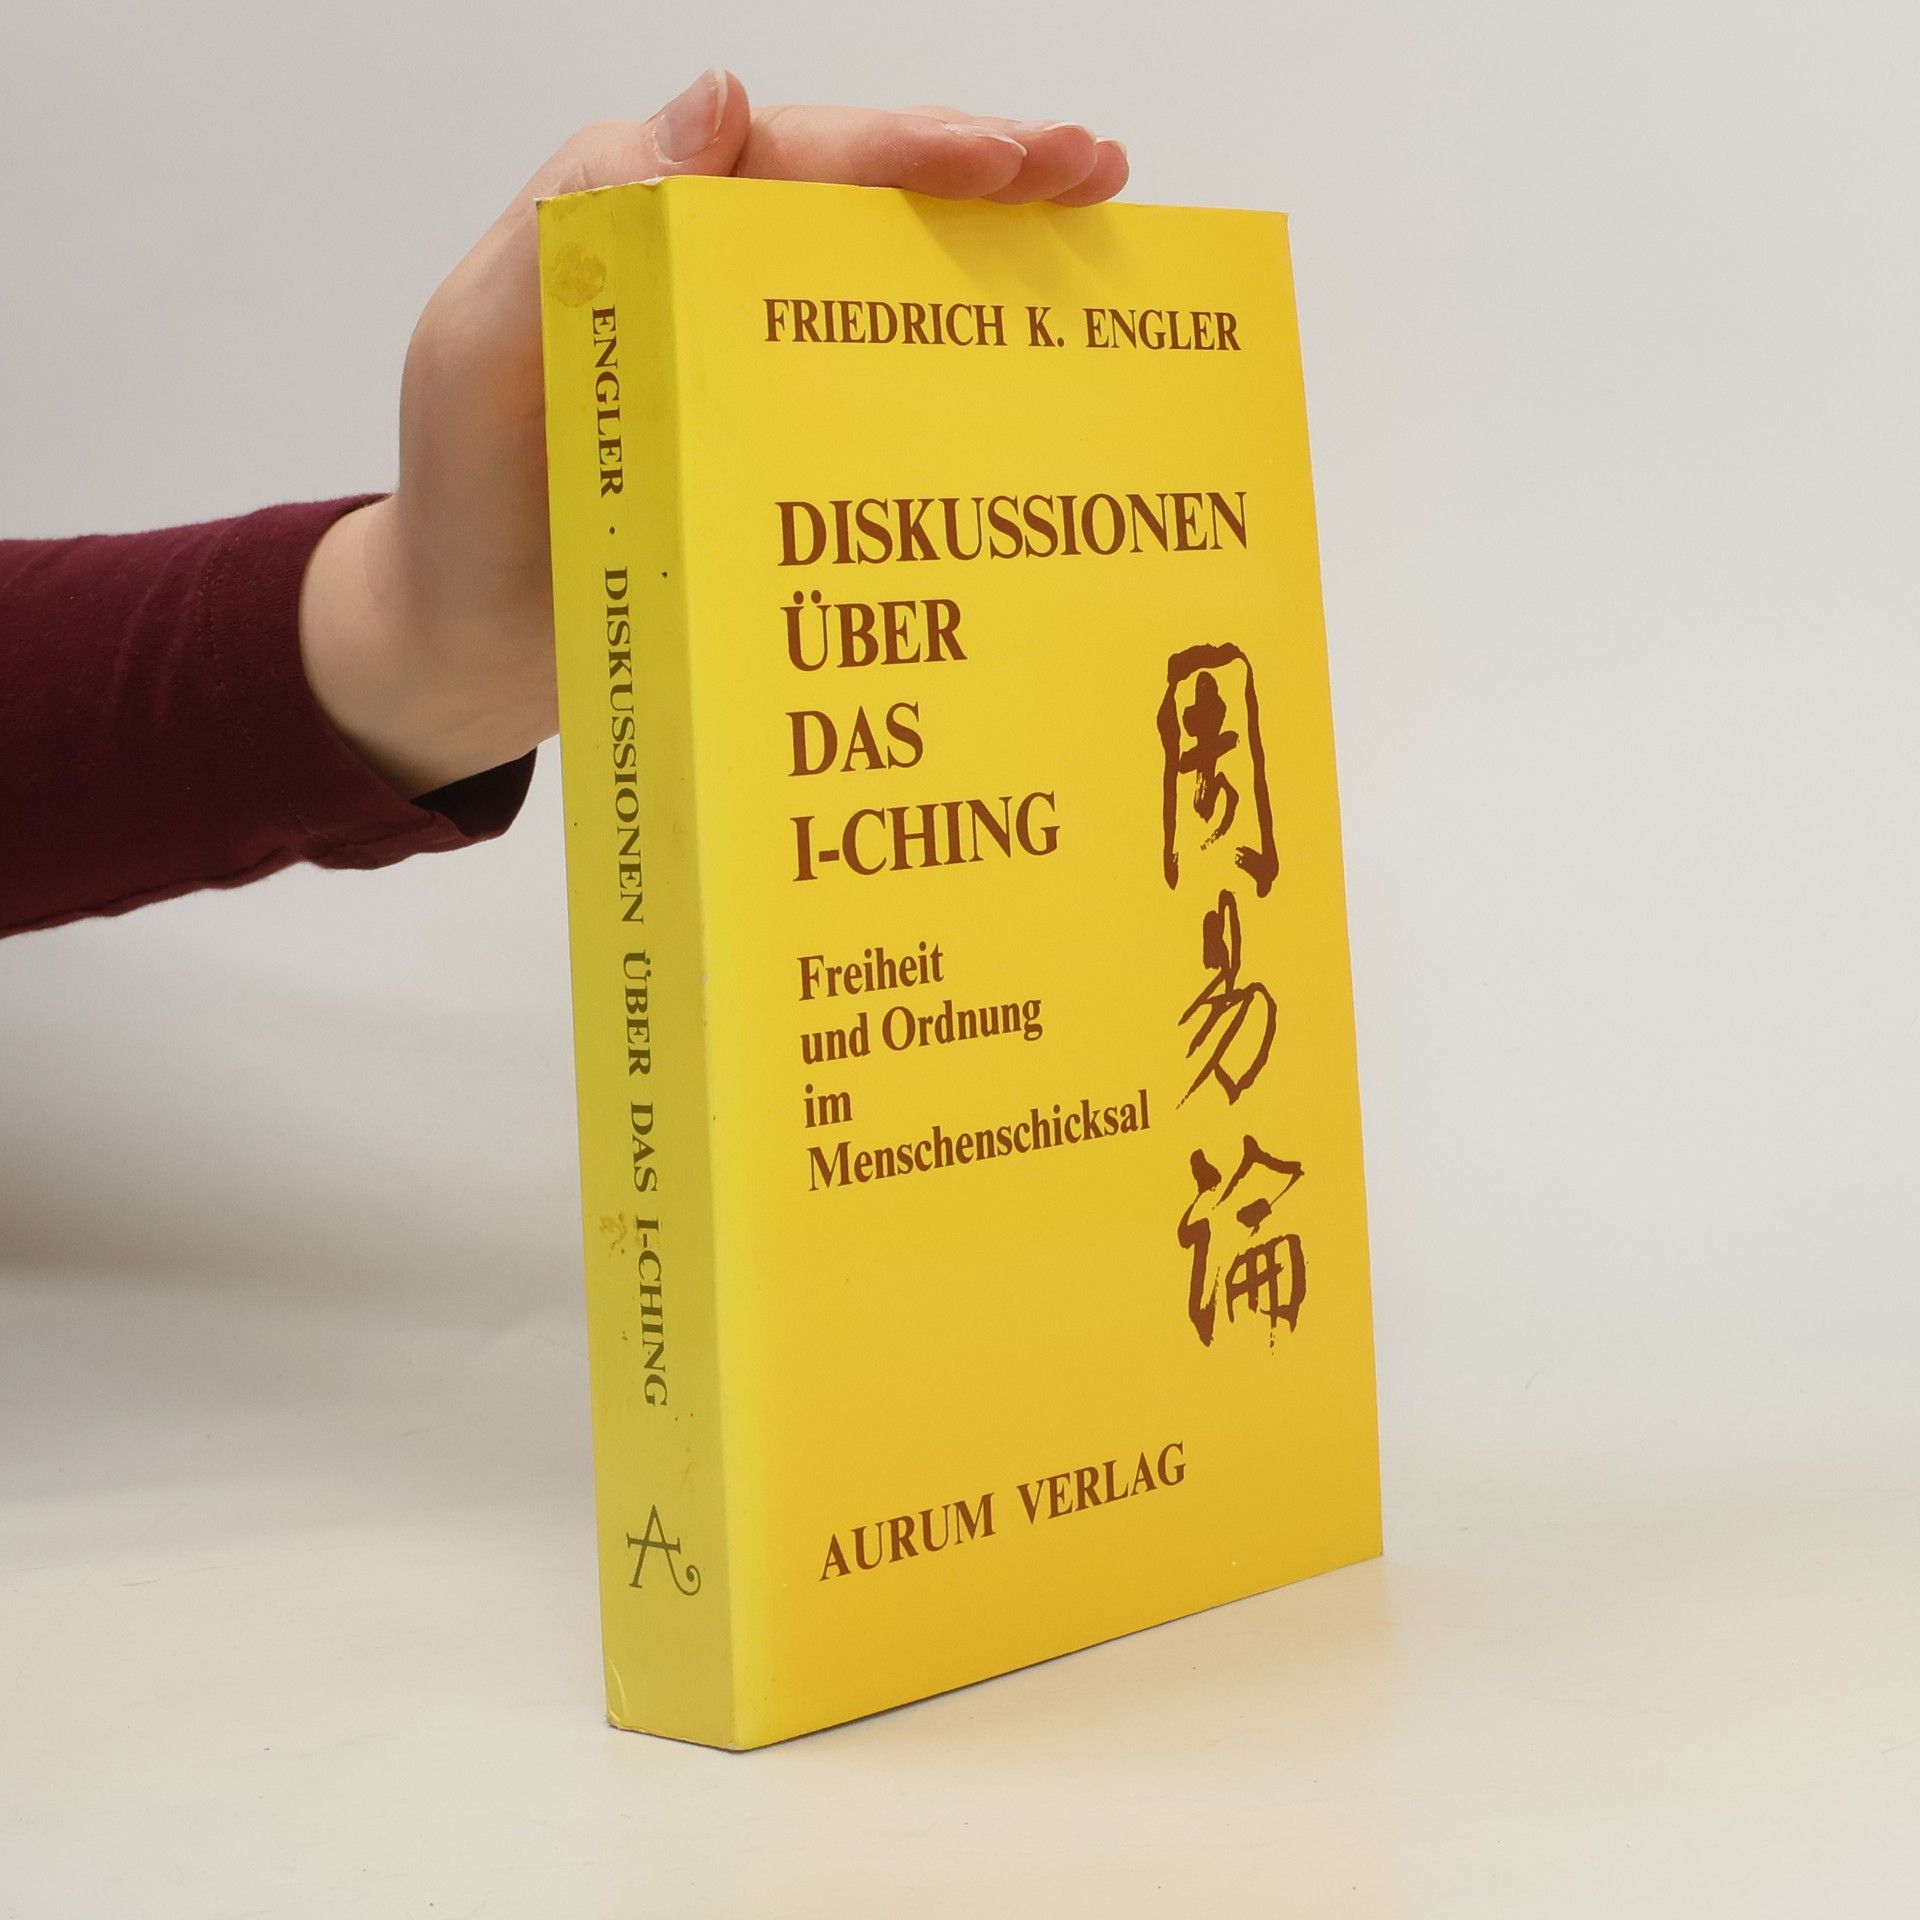 ENGLER · DISKUSSIONEN ÜBER DAS I-CHING
A
FRIEDRICH K. ENGLER
DISKUSSIONEN
ÜBER
DAS
I-CHING
Freiheit
und Ordnung
im
Menschenschicksal
周易論
AURUM VERLAG